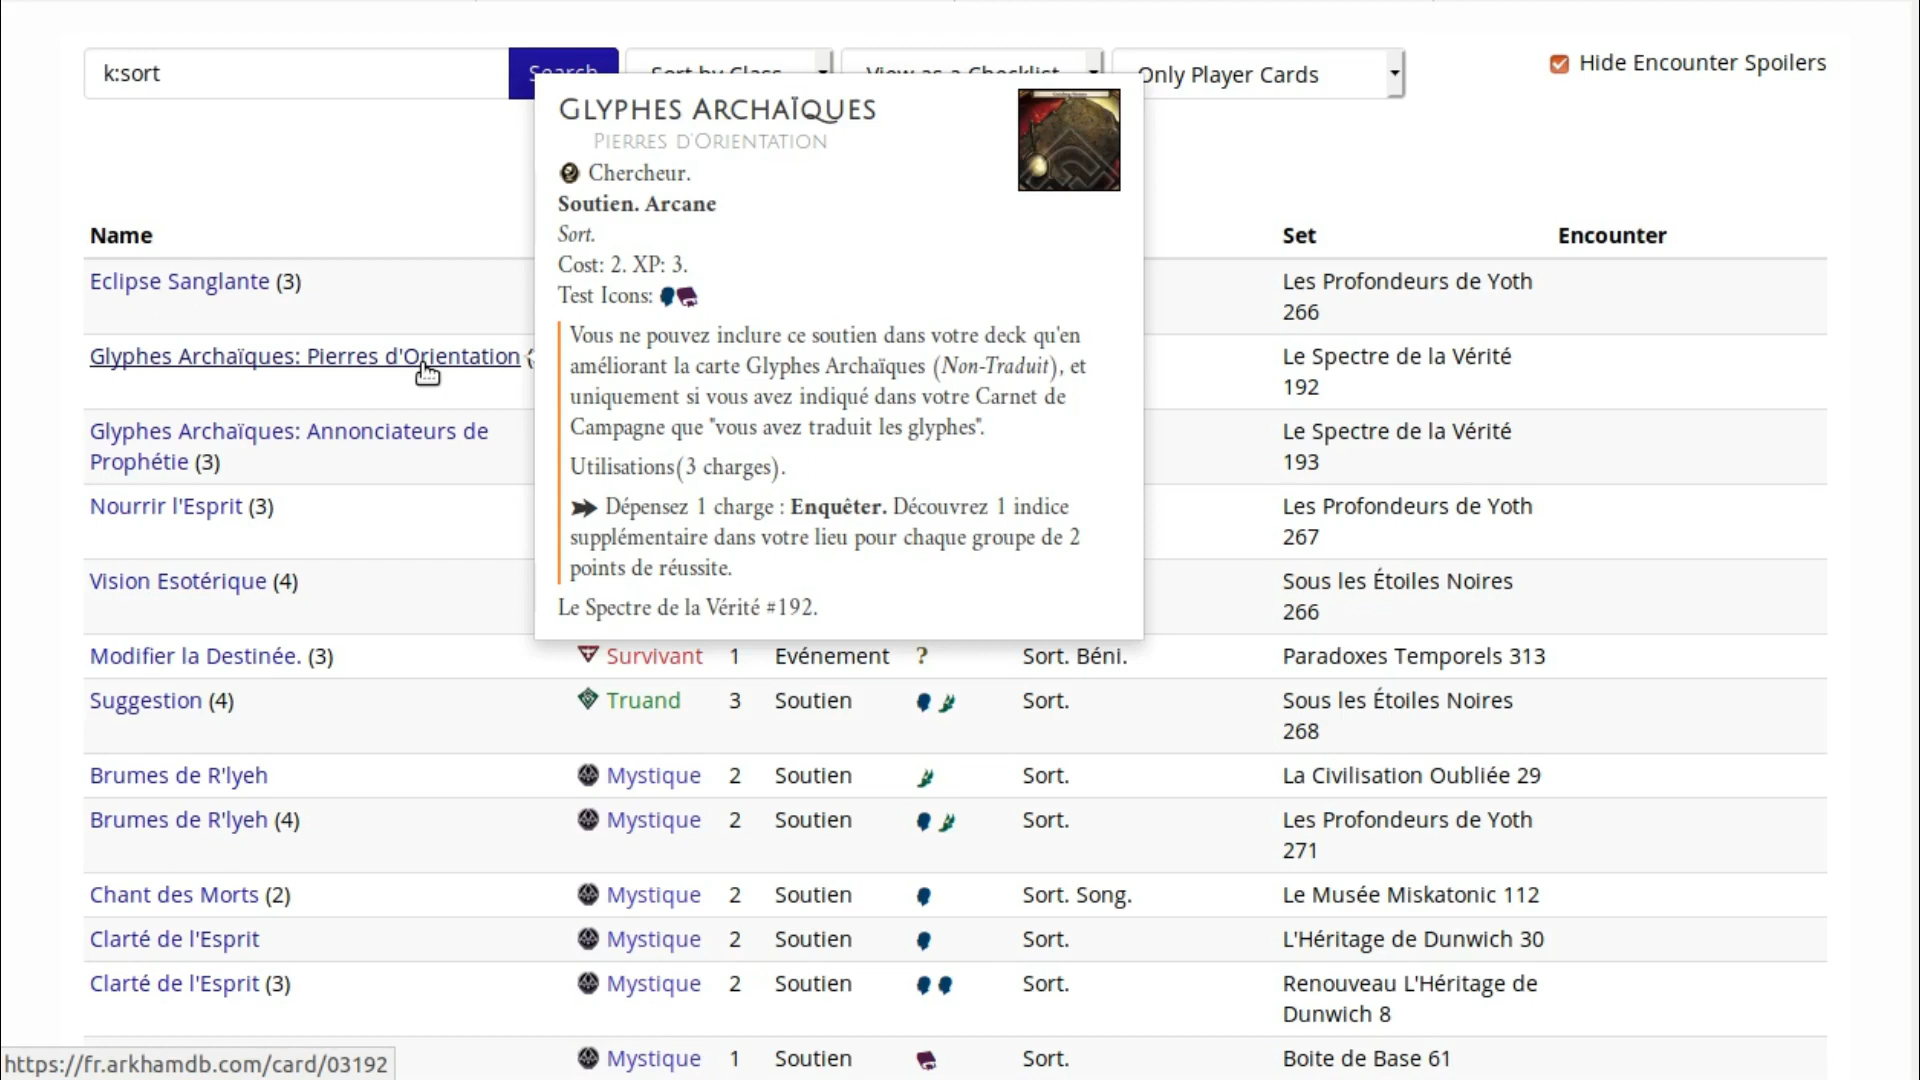 k:sort
Search
Sort by Class
View as a Checklist
Only Player Cards
Hide Encounter Spoilers
Name
Set
Encounter
Glyphes Archaïques
Pierres d'Orientation
Chercheur.
Soutien. Arcane
Sort.
Cost: 2. XP: 3.
Test Icons:
Vous ne pouvez inclure ce soutien dans votre deck qu'en
améliorant la carte Glyphes Archaïques (Non-Traduit), et
uniquement si vous avez indiqué dans votre Carnet de
Campagne que "vous avez traduit les glyphes".
Utilisations(3 charges).
Dépensez 1 charge : Enquêter. Découvrez 1 indice
supplémentaire dans votre lieu pour chaque groupe de 2
points de réussite.
Le Spectre de la Vérité #192.
Eclipse Sanglante (3)
Les Profondeurs de Yoth
266
Glyphes Archaïques: Pierres d'Orientation
Le Spectre de la Vérité
192
Glyphes Archaïques: Annonciateurs de
Prophétie (3)
Le Spectre de la Vérité
193
Nourrir l'Esprit (3)
Les Profondeurs de Yoth
267
Vision Esotérique (4)
Sous les Étoiles Noires
266
Modifier la Destinée. (3) Survivant 1 Evénement ? Sort. Béni. Paradoxes Temporels 313
Suggestion (4) Truand 3 Soutien Sort. Sous les Étoiles Noires
268
Brumes de R'lyeh Mystique 2 Soutien Sort. La Civilisation Oubliée 29
Brumes de R'lyeh (4) Mystique 2 Soutien Sort. Les Profondeurs de Yoth
271
Chant des Morts (2) Mystique 2 Soutien Sort. Song. Le Musée Miskatonic 112
Clarté de l'Esprit Mystique 2 Soutien Sort. L'Héritage de Dunwich 30
Clarté de l'Esprit (3) Mystique 2 Soutien Sort. Renouveau L'Héritage de
Dunwich 8
Mystique 1 Soutien Sort. Boite de Base 61
https://fr.arkhamdb.com/card/03192